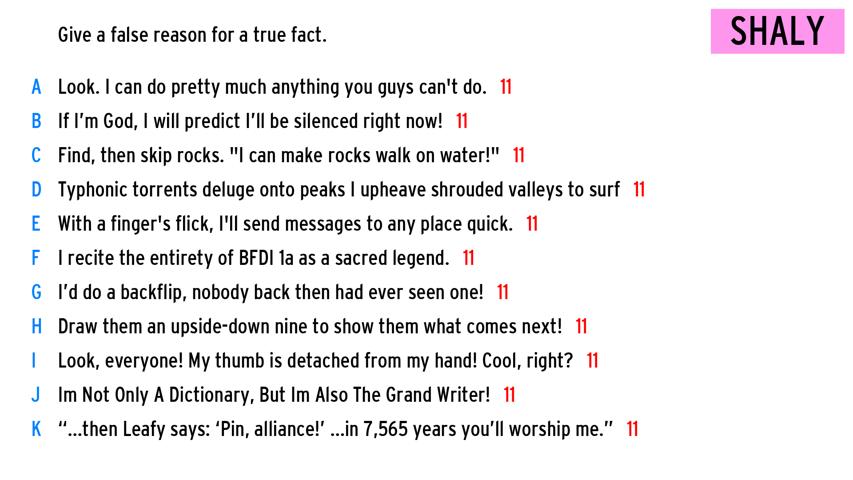 SHALY
Give a false reason for a true fact.
A Look. I can do pretty much anything you guys can't do. 11
B If I’m God, I will predict I’ll be silenced right now! 11
C Find, then skip rocks. "I can make rocks walk on water!" 11
D Typhonic torrents deluge onto peaks I upheave shrouded valleys to surf 11
E With a finger's flick, I'll send messages to any place quick. 11
F I recite the entirety of BFDI 1a as a sacred legend. 11
G I’d do a backflip, nobody back then had ever seen one! 11
H Draw them an upside-down nine to show them what comes next! 11
I Look, everyone! My thumb is detached from my hand! Cool, right? 11
J Im Not Only A Dictionary, But Im Also The Grand Writer! 11
K “...then Leafy says: ‘Pin, alliance!’ ...in 7,565 years you’ll worship me.” 11